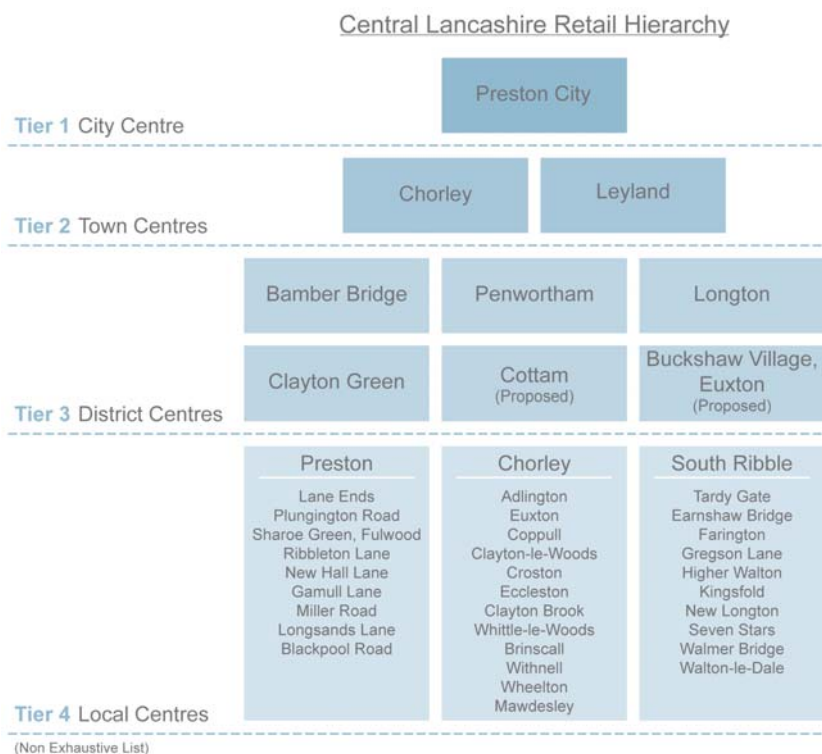 Central Lancashire Retail Hierarchy
Preston City
Tier 1 City Centre
Chorley
Leyland
Tier 2 Town Centres
Bamber Bridge
Penwortham
Longton
Clayton Green
Cottam
(Proposed)
Buckshaw Village,
Euxton
(Proposed)
Tier 3 District Centres
Preston
Lane Ends
Plungington Road
Sharoe Green, Fulwood
Ribbleton Lane
New Hall Lane
Gamull Lane
Miller Road
Longsands Lane
Blackpool Road
Chorley
Adlington
Euxton
Coppull
Clayton-le-Woods
Croston
Eccleston
Clayton Brook
Whittle-le-Woods
Brinscall
Withnell
Wheelton
Mawdesley
South Ribble
Tardy Gate
Earnshaw Bridge
Farington
Gregson Lane
Higher Walton
Kingsfold
New Longton
Seven Stars
Walmer Bridge
Walton-le-Dale
Tier 4 Local Centres
(Non Exhaustive List)